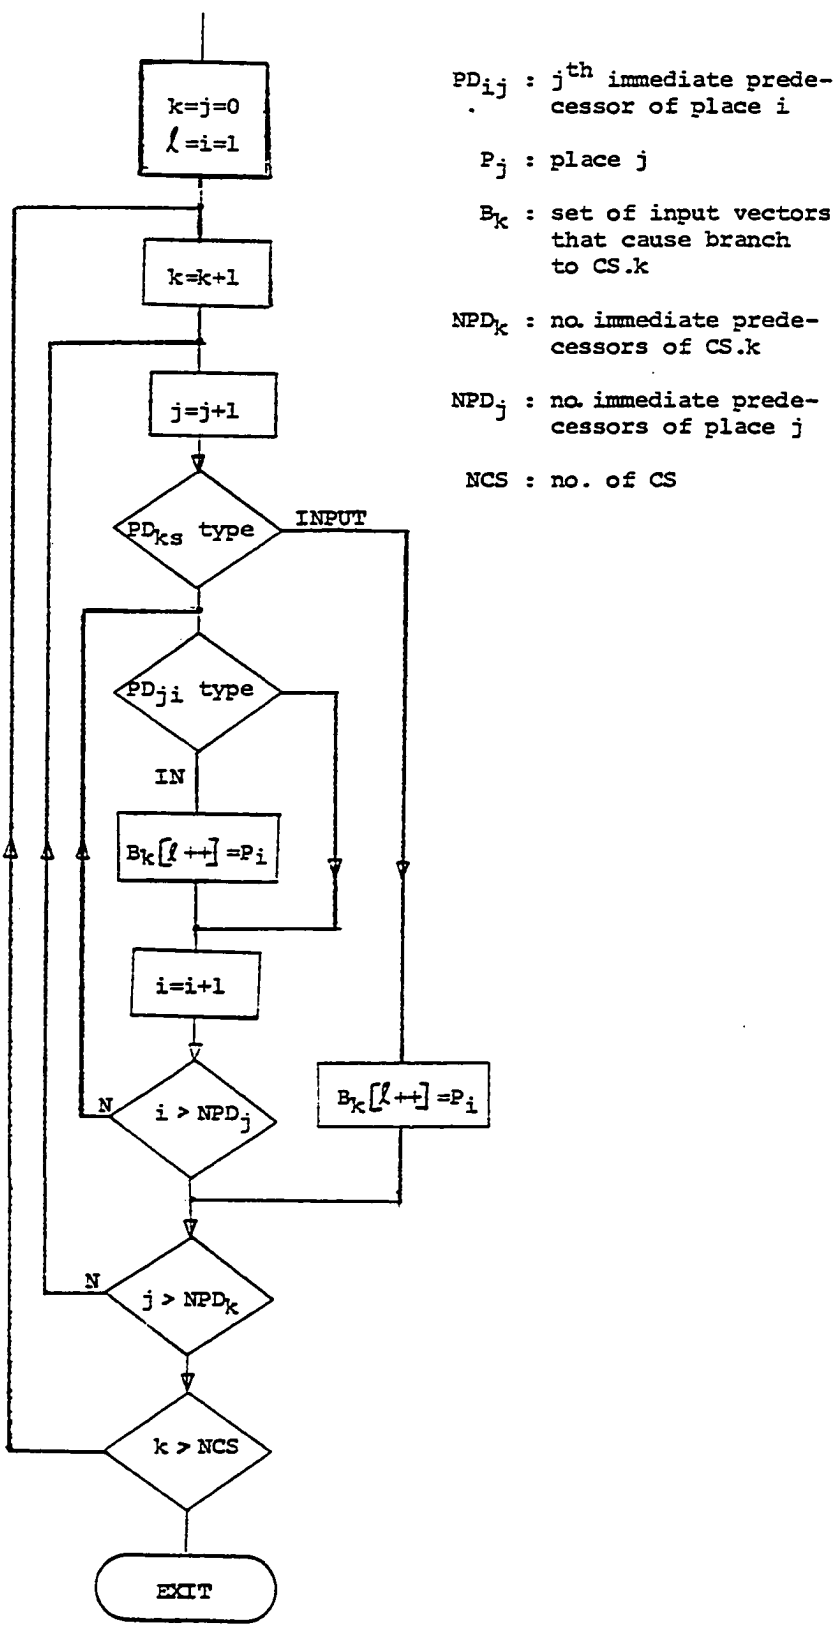 k=j=0
ℓ=i=1
k=k+1
j=j+1
PDks type
INPUT
PDji type
IN
Bk[ℓ++]=Pi
i=i+1
i > NPDj
N
Bk[ℓ++]=Pi
j > NPDk
N
k > NCS
EXIT
PDij : jth immediate prede-
cessor of place i
Pj : place j
Bk : set of input vectors
that cause branch
to CS.k
NPDk : no. immediate prede-
cessors of CS.k
NPDj : no. immediate prede-
cessors of place j
NCS : no. of CS